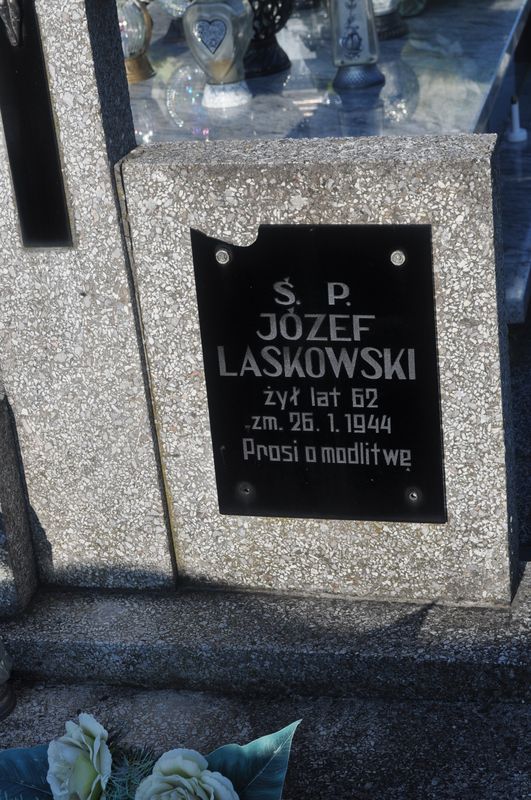 Ś. P.
JÓZEF
LASKOWSKI
żył lat 62
zm. 26. 1. 1944
Prosi o modlitwę